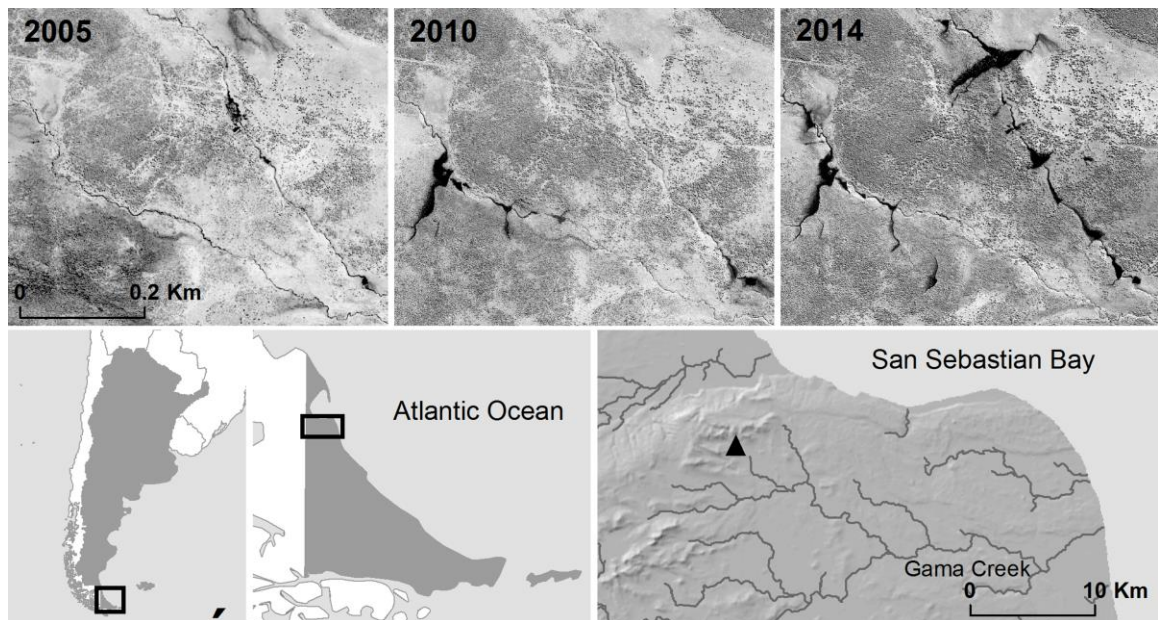 2005
2010
2014
0 0.2 Km
Atlantic Ocean
San Sebastian Bay
Gama Creek
0 10 Km